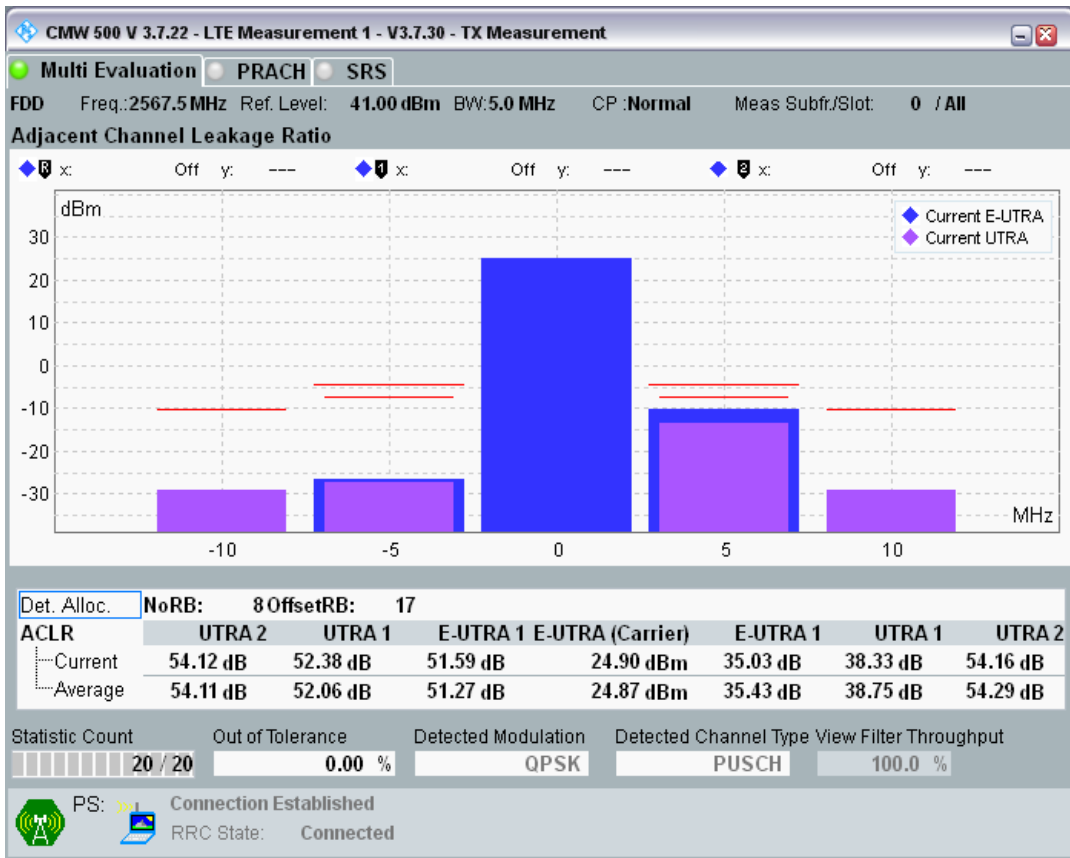 CMW 500 V 3.7.22 - LTE Measurement 1 - V3.7.30 - TX Measurement
Multi Evaluation PRACH SRS
FDD Freq.:2567.5 MHz Ref. Level: 41.00 dBm BW:5.0 MHz CP :Normal Meas Subfr./Slot: 0 / All
Adjacent Channel Leakage Ratio
R x: Off y: --- 1 x: Off y: --- 2 x: Off y: ---
dBm
Current E-UTRA
Current UTRA
30
20
10
0
-10
-20
-30
MHz
-10 -5 0 5 10
Det. Alloc. NoRB: 8 OffsetRB: 17
ACLR UTRA 2 UTRA 1 E-UTRA 1 E-UTRA (Carrier) E-UTRA 1 UTRA 1 UTRA 2
Current 54.12 dB 52.38 dB 51.59 dB 24.90 dBm 35.03 dB 38.33 dB 54.16 dB
Average 54.11 dB 52.06 dB 51.27 dB 24.87 dBm 35.43 dB 38.75 dB 54.29 dB
Statistic Count Out of Tolerance Detected Modulation Detected Channel Type View Filter Throughput
20 / 20 0.00 % QPSK PUSCH 100.0 %
PS: Connection Established
RRC State: Connected